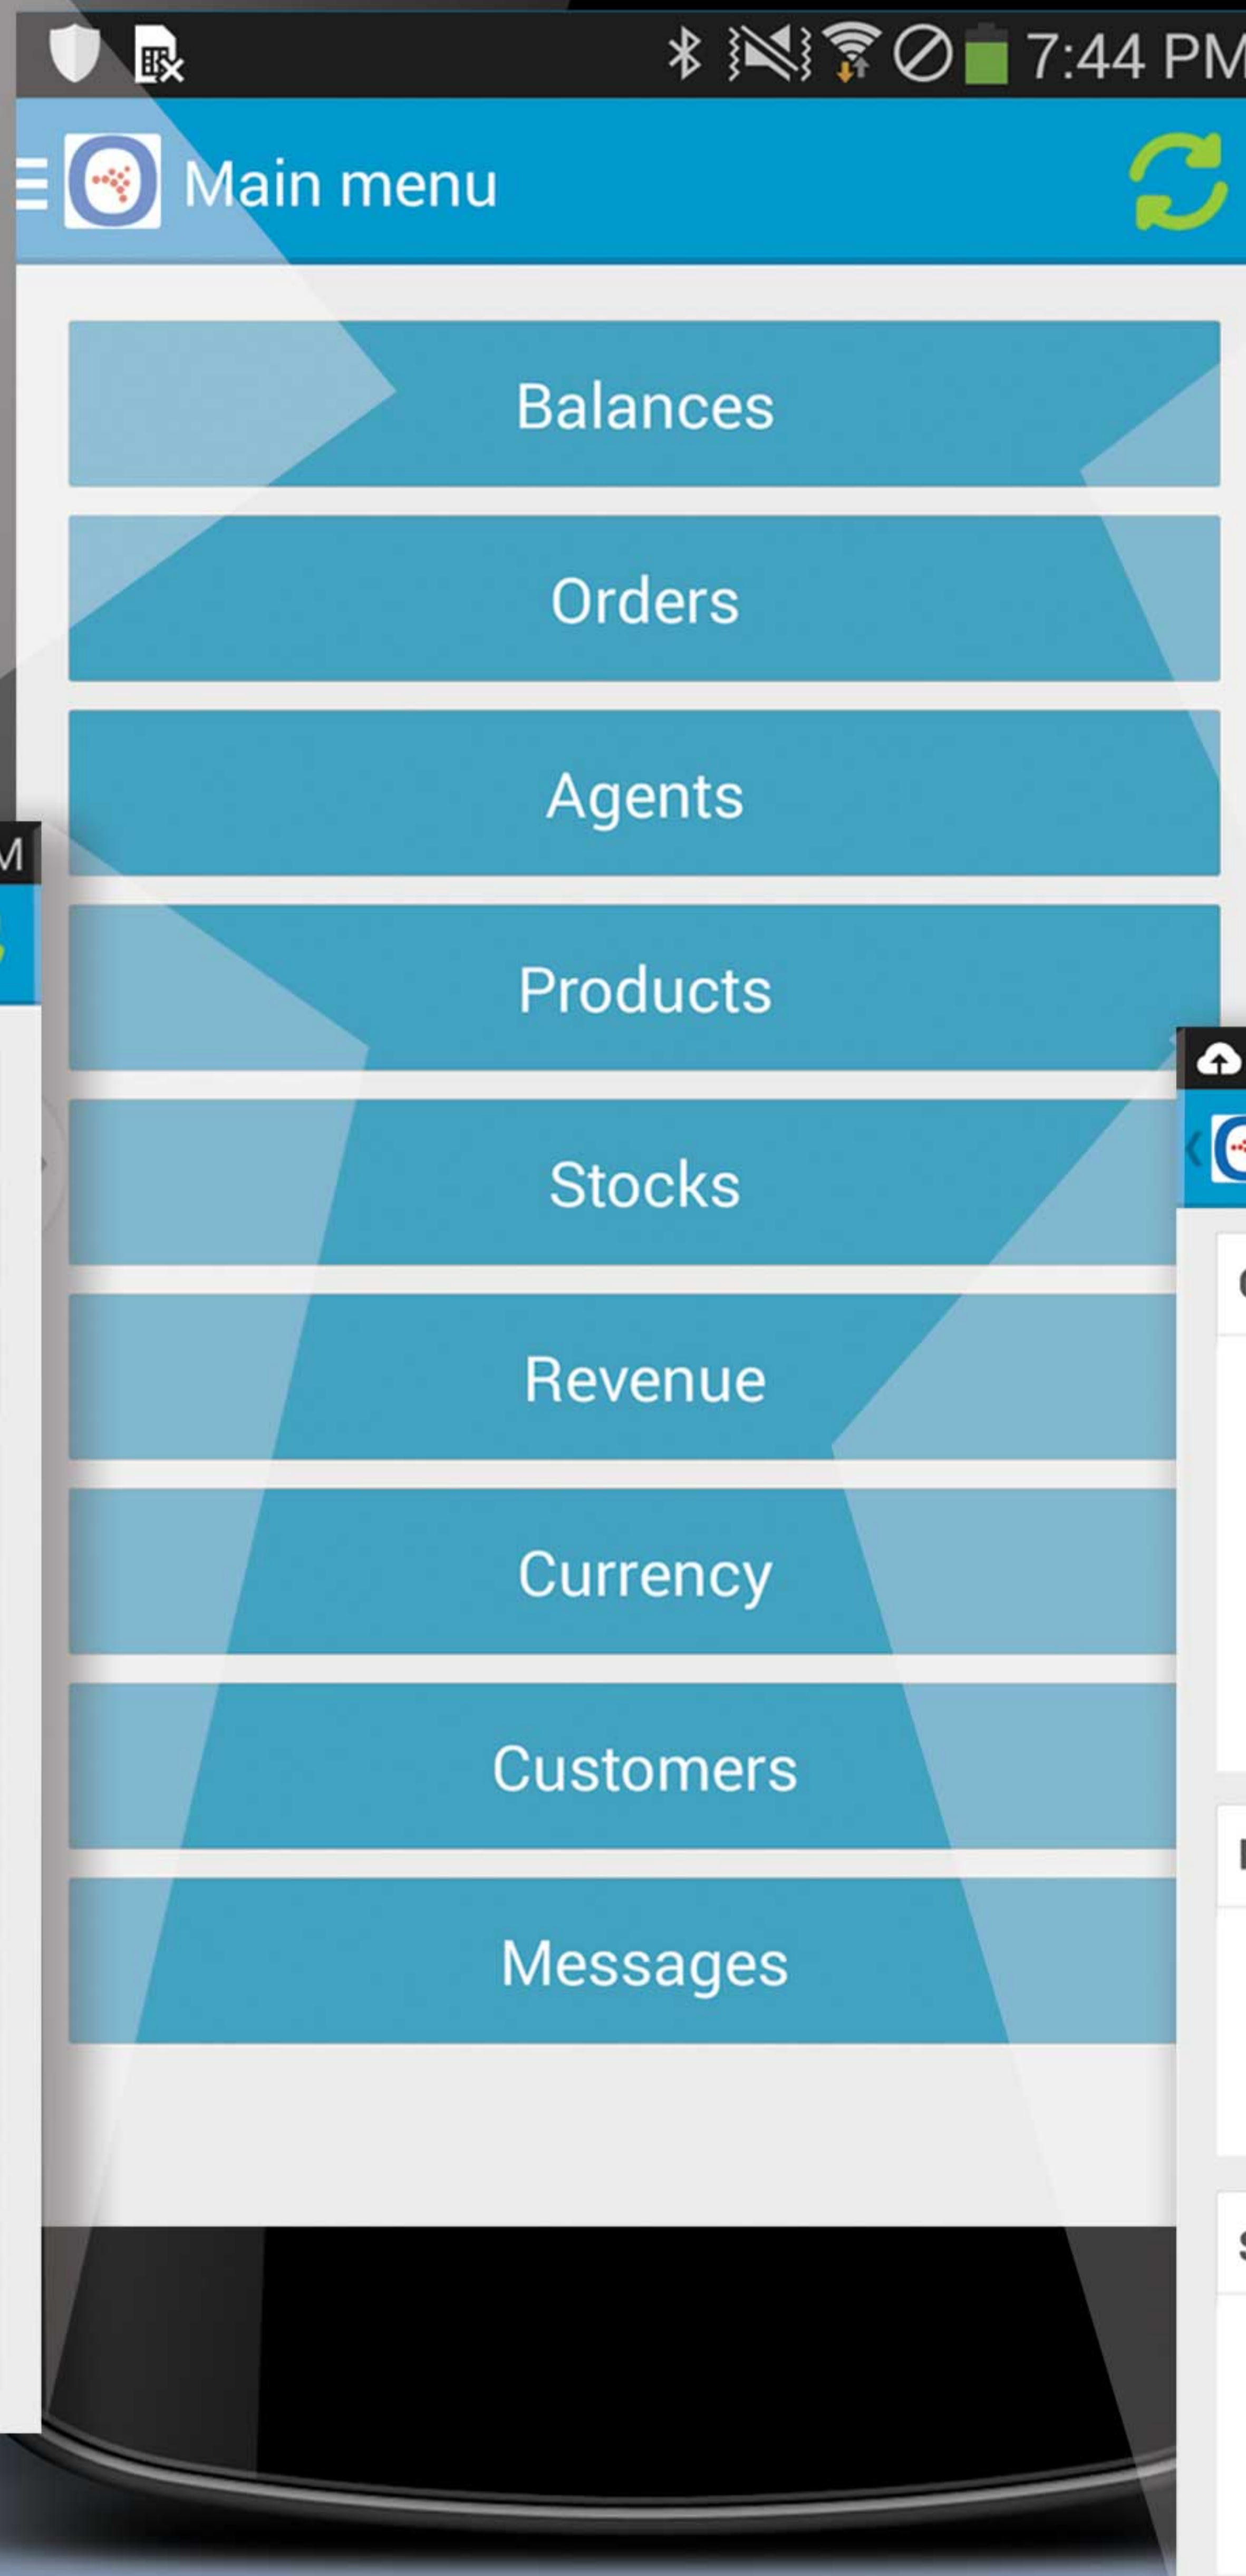 7:44 PM
Main menu
Balances
Orders
Agents
Products
Stocks
Revenue
Currency
Customers
Messages